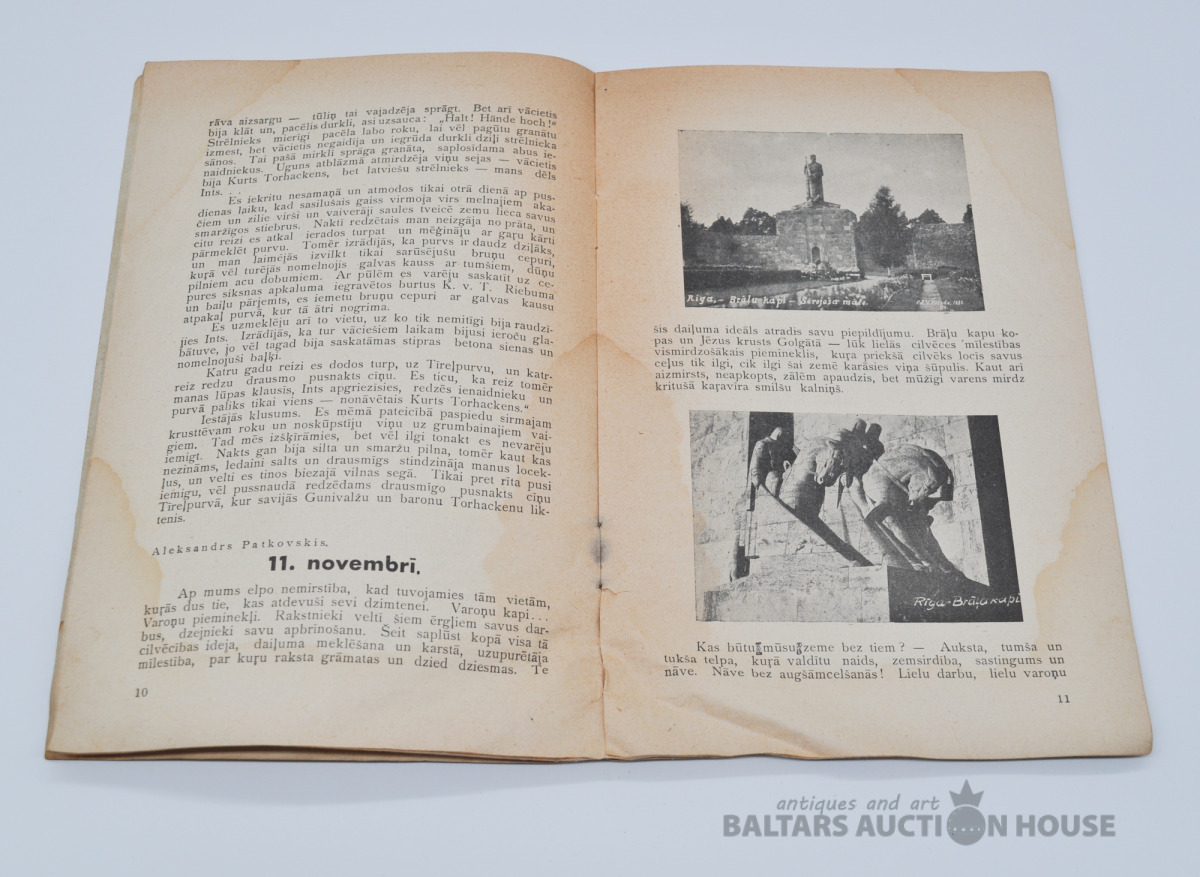 rāva aizsargu — tūliņ tai vajadzēja sprāgt. Bet arī vācietis
bija klāt un, pacēlis durkli, asi uzsauca: „Halt! Hände hoch!“
Strēlnieks mierīgi pacēla labo roku, lai vēl pagūtu granātu
izmest, bet vācietis negaidīja un iegrūda durkli dziļi strēlnieka
sānos. Tai pašā mirklī sprāga granāta, saplosīdama abus ie-
naidniekus. Uguns atblāzmā atmirdzēja viņu sejas — vācietis
bija Kurts Torhackens, bet latviešu strēlnieks — mans dēls
Ints. . .
Es iekritu nesamaņā un atmodos tikai otrā dienā ap pus-
dienas laiku, kad sasilušais gaiss virmoja virs melnajiem aka-
čiem un zilie virši un vaivērāji saules tveicē zemu lieca savus
smaržīgos stiebrus. Naktī redzētais man neizgāja no prāta, un
citu reizi es atkal ierados turpat un mēģināju ar gaŗu kārti
pārmeklēt purvu. Tomēr izrādījās, ka purvs ir daudz dziļāks,
un man laimējās izvilkt tikai sarūsējušu bruņu cepuri,
kuŗā vēl turējās nomelnojis galvas kauss ar tumšiem, dūņu
pilniem acu dobumiem. Ar pūlēm es varēju saskatīt uz ce-
pures siksnas apkaluma iegravētos burtus K. v. T. Riebuma
un baiļu pārjemts, es iemetu bruņu cepuri ar galvas kausu
atpakaļ purvā, kur tā ātri nogrima.
Es uzmeklēju arī to vietu, uz ko tik nemitīgi bija raudzī-
jies Ints. Izrādījās, ka tur vāciešiem laikam bijusi ieroču gla-
bātuve, jo vēl tagad bija saskatāmas stipras betona sienas un
nomelnojuši baļķi.
Katru gadu reizi es dodos turp, uz Tīreļpurvu, un katr-
reiz redzu drausmo pusnakts cīņu. Es ticu, ka reiz tomēr
manas lūpas klausīs, Ints apgriezīsies, redzēs ienaidnieku un
purvā paliks tikai viens — nonāvētais Kurts Torhackens.“
Iestājās klusums. Es mēmā pateicībā paspiedu sirmajam
krusttēvam roku un noskūpstīju viņu uz grumbainajiem vai-
giem. Tad mēs izšķīrāmies, bet vēl ilgi tonakt es nevarēju
iemigt. Nakts gan bija silta un smaržu pilna, tomēr kaut kas
nezināms, ledaini salts un drausmīgs stindzināja manus locek-
ļus, un velti es tinos biezajā vilnas segā. Tikai pret rīta pusi
iemigu, vēl pussnaudā redzēdams drausmīgo pusnakts cīņu
Tīreļpurvā, kur savijās Gunivalžu un baronu Torhackenu lik-
tenis.
Aleksandrs Patkovskis.
11. novembrī.
Ap mums elpo nemirstība, kad tuvojamies tām vietām,
kuŗās dus tie, kas atdevuši sevi dzimtenei. Varoņu kapi...
Varoņu pieminekļi. Rakstnieki veltī šiem ērgļiem savus dar-
bus, dzejnieki savu apbrīnošanu. Šeit saplūst kopā visa tā
cilvēcības ideja, daiļuma meklēšana un karstā, uzupurētāja
mīlestība, par kuŗu raksta grāmatas un dzied dziesmas. Te
10
Rīga. – Brāļu kapi –
šis daiļuma ideāls atradis savu piepildījumu. Brāļu kapu ko-
pas un Jēzus krusts Golgātā — lūk lielās cilvēces mīlestības
vismirdzošākais piemineklis, kuŗa priekšā cilvēks locīs savus
ceļus tik ilgi, cik ilgi šai zemē karāsies viņa šūpulis. Kaut arī
aizmirsts, neapkopts, zālēm apaudzis, bet mūžīgi varens mirdz
kritušā kaŗavīra smilšu kalniņš.
Rīga-Brāļu kapi
Kas būtu mūsu zeme bez tiem? — Auksta, tumša un
tukša telpa, kuŗā valdītu naids, zemsirdība, sastingums un
nāve. Nāve bez augšāmcelšanās! Lielu darbu, lielu varoņu
11
antiques and art
BALTARS AUCTION HOUSE